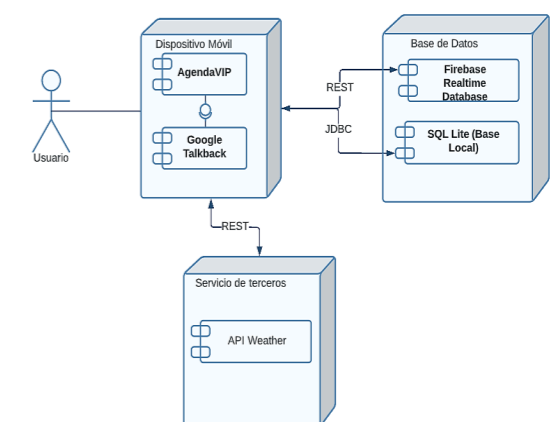 Dispositivo Móvil
AgendaVIP
Google
Talkback
Usuario
REST
JDBC
Base de Datos
Firebase
Realtime
Database
SQL Lite (Base
Local)
REST
Servicio de terceros
API Weather